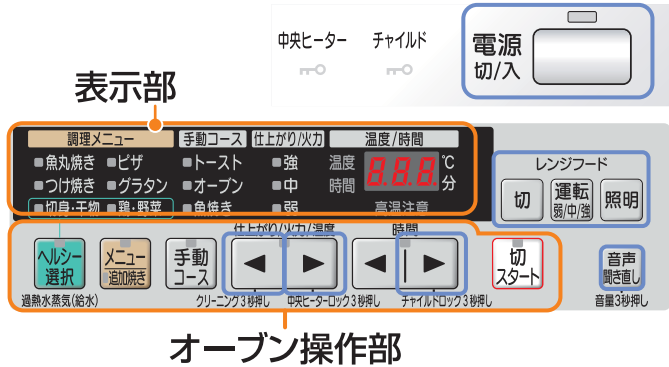 中央ヒーター チャイルド
電源
切/入
表示部
調理メニュー 手動コース 仕上がり/火力 温度/時間
魚丸焼き ピザ トースト 強 温度 8.8.8. ℃
つけ焼き グラタン オーブン 中 時間 分
切身・干物 鶏・野菜 魚焼き 弱 高温注意
レンジフード
切 運転 弱/中/強 照明
仕上がり/火力/温度 時間
ヘルシー選択 メニュー 追加焼き 手動コース ◀ ▶ ◀ ▶ 切 スタート 音声 聞き直し
過熱水蒸気(給水) クリーニング3秒押し 中央ヒーターロック3秒押し チャイルドロック3秒押し 音量3秒押し
オーブン操作部